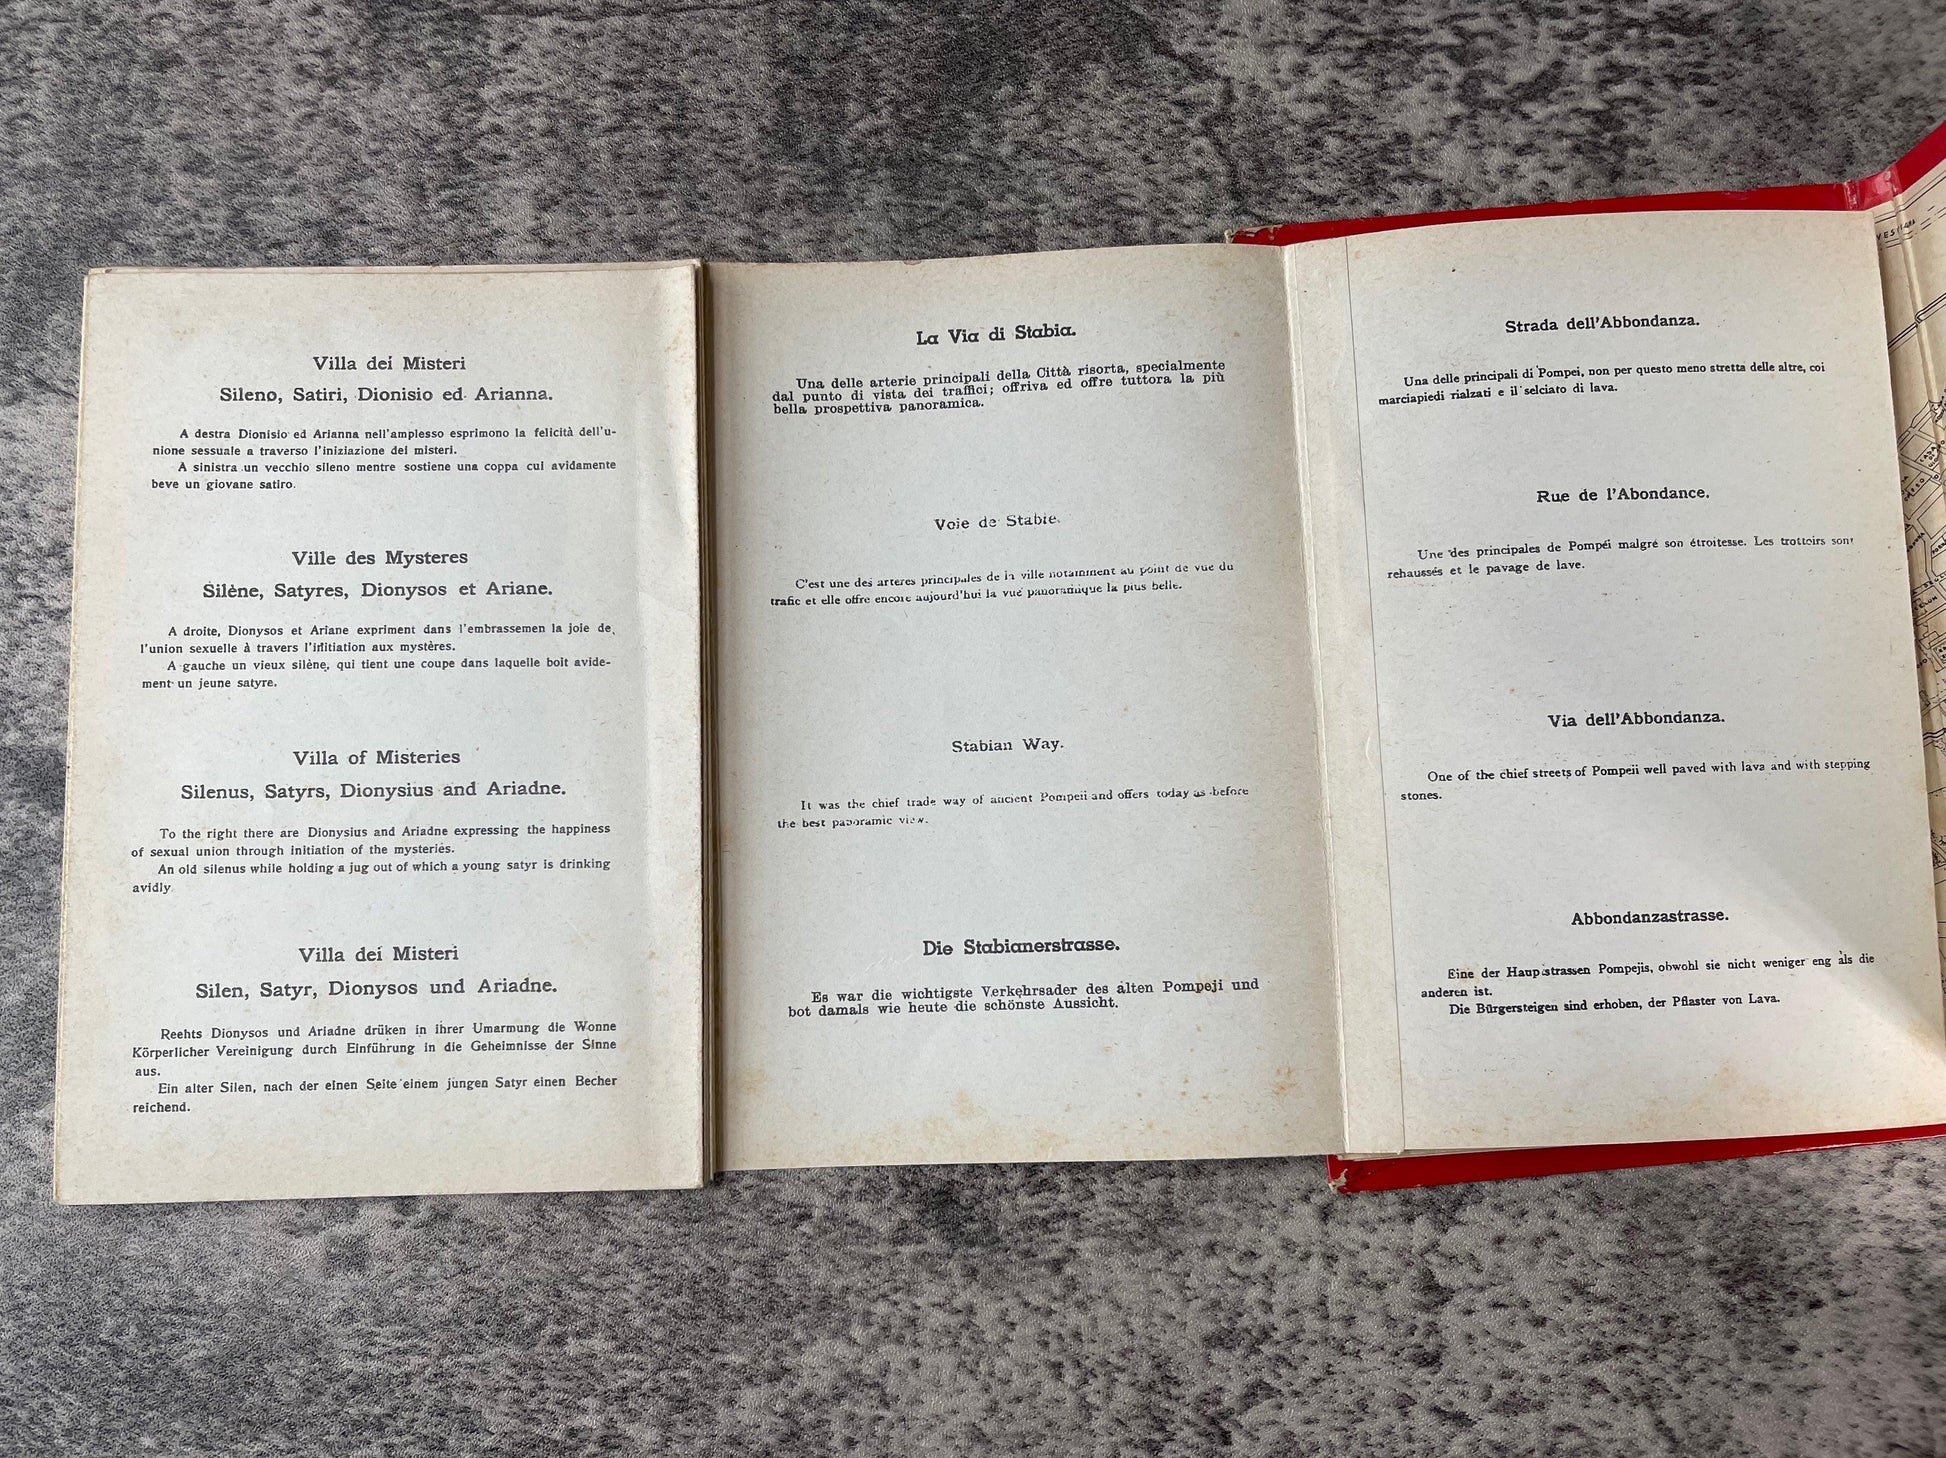 Villa dei Misteri
Sileno, Satiri, Dionisio ed Arianna.
A destra Dionisio ed Arianna nell'amplesso esprimono la felicità dell'u-
nione sessuale a traverso l'iniziazione dei misteri.
A sinistra un vecchio sileno mentre sostiene una coppa cui avidamente
beve un giovane satiro.
Ville des Mysteres
Silène, Satyres, Dionysos et Ariane.
A droite, Dionysos et Ariane expriment dans l'embrassemen la joie de
l'union sexuelle à travers l'initiation aux mystères.
A gauche un vieux silène, qui tient une coupe dans laquelle boit avide-
ment un jeune satyre.
Villa of Misteries
Silenus, Satyrs, Dionysius and Ariadne.
To the right there are Dionysius and Ariadne expressing the happiness
of sexual union through initiation of the mysteries.
An old silenus while holding a jug out of which a young satyr is drinking
avidly
Villa dei Misteri
Silen, Satyr, Dionysos und Ariadne.
Reehts Dionysos und Ariadne drüken in ihrer Umarmung die Wonne
Körperlicher Vereinigung durch Einführung in die Geheimnisse der Sinne
aus.
Ein alter Silen, nach der einen Seite einem jungen Satyr einen Becher
reichend.
La Via di Stabia.
Una delle arterie principali della Città risorta, specialmente
dal punto di vista dei traffici; offriva ed offre tuttora la più
bella prospettiva panoramica.
Voie de Stabie.
C'est une des arteres principales de la ville notamment au point de vue du
trafic et elle offre encore aujourd'hui la vue panoramique la plus belle.
Stabian Way.
It was the chief trade way of ancient Pompeii and offers today as before
the best panoramic view.
Die Stabianerstrasse.
Es war die wichtigste Verkehrsader des alten Pompeji und
bot damals wie heute die schönste Aussicht.
Strada dell'Abbondanza.
Una delle principali di Pompei, non per questo meno stretta delle altre, coi
marciapiedi rialzati e il selciato di lava.
Rue de l'Abondance.
Une des principales de Pompéi malgré son étroitesse. Les trottoirs sont
rehaussés et le pavage de lave.
Via dell'Abbondanza.
One of the chief streets of Pompeii well paved with lava and with stepping
stones.
Abbondanzastrasse.
Eine der Haupstrassen Pompejis, obwohl sie nicht weniger eng als die
anderen ist.
Die Bürgersteigen sind erhoben, der Pflaster von Lava.